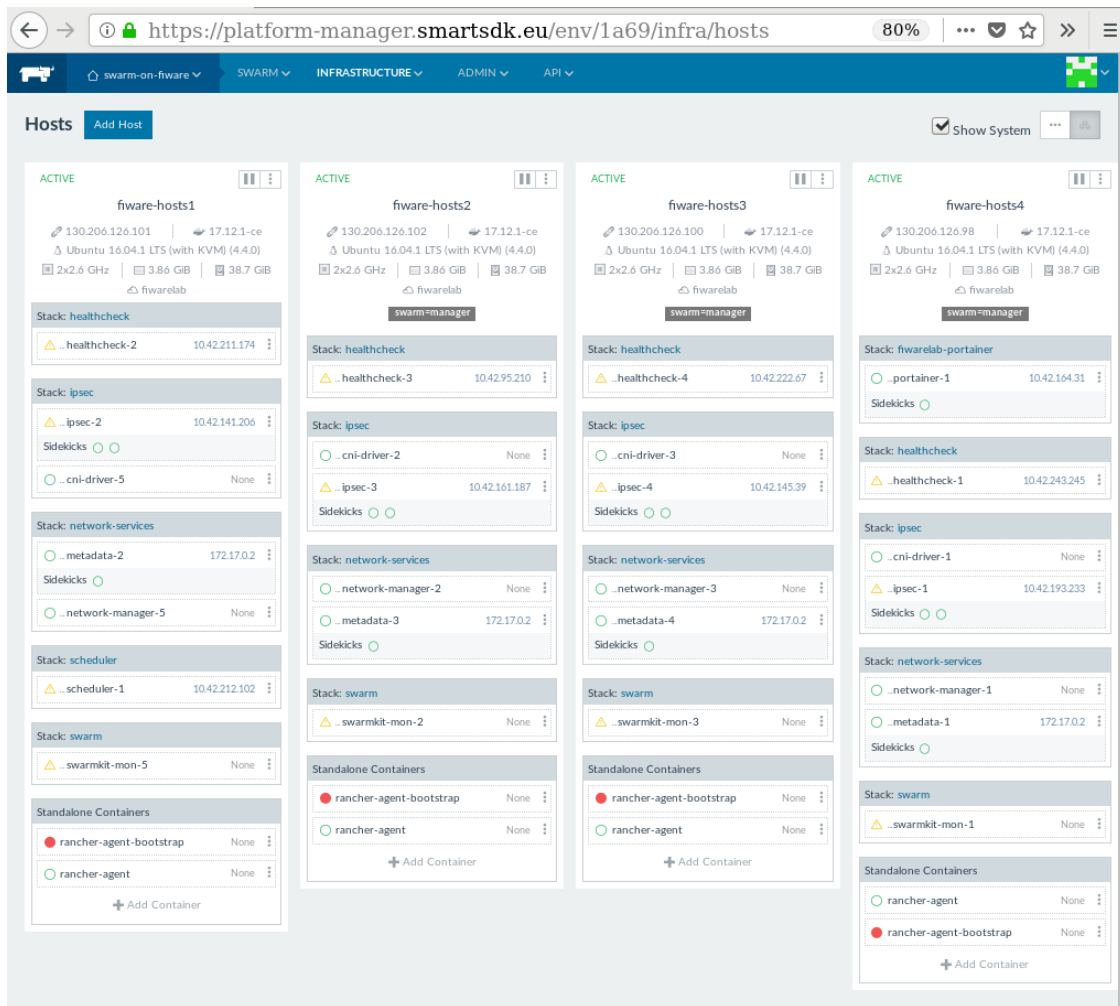 https://platform-manager.smartsdk.eu/env/1a69/infra/hosts 80%
swarm-on-fiware SWARM INFRASTRUCTURE ADMIN API
Hosts Add Host Show System
ACTIVE
fiware-hosts1
130.206.126.101 17.12.1-ce
Ubuntu 16.04.1 LTS (with KVM) (4.4.0)
2x2.6 GHz 3.86 GiB 38.7 GiB
fiwarelab
Stack: healthcheck
...healthcheck-2 10.42.211.174
Stack: ipsec
...ipsec-2 10.42.141.206
Sidekicks
...cni-driver-5 None
Stack: network-services
...metadata-2 172.17.0.2
Sidekicks
...network-manager-5 None
Stack: scheduler
...scheduler-1 10.42.212.102
Stack: swarm
...swarmkit-mon-5 None
Standalone Containers
rancher-agent-bootstrap None
rancher-agent None
Add Container
ACTIVE
fiware-hosts2
130.206.126.102 17.12.1-ce
Ubuntu 16.04.1 LTS (with KVM) (4.4.0)
2x2.6 GHz 3.86 GiB 38.7 GiB
fiwarelab
swarm=manager
Stack: healthcheck
...healthcheck-3 10.42.95.210
Stack: ipsec
...cni-driver-2 None
...ipsec-3 10.42.161.187
Sidekicks
Stack: network-services
...network-manager-2 None
...metadata-3 172.17.0.2
Sidekicks
Stack: swarm
...swarmkit-mon-2 None
Standalone Containers
rancher-agent-bootstrap None
rancher-agent None
Add Container
ACTIVE
fiware-hosts3
130.206.126.100 17.12.1-ce
Ubuntu 16.04.1 LTS (with KVM) (4.4.0)
2x2.6 GHz 3.86 GiB 38.7 GiB
fiwarelab
swarm=manager
Stack: healthcheck
...healthcheck-4 10.42.222.67
Stack: ipsec
...cni-driver-3 None
...ipsec-4 10.42.145.39
Sidekicks
Stack: network-services
...network-manager-3 None
...metadata-4 172.17.0.2
Sidekicks
Stack: swarm
...swarmkit-mon-3 None
Standalone Containers
rancher-agent-bootstrap None
rancher-agent None
Add Container
ACTIVE
fiware-hosts4
130.206.126.98 17.12.1-ce
Ubuntu 16.04.1 LTS (with KVM) (4.4.0)
2x2.6 GHz 3.86 GiB 38.7 GiB
fiwarelab
swarm=manager
Stack: fiwarelab-portainer
...portainer-1 10.42.164.31
Sidekicks
Stack: healthcheck
...healthcheck-1 10.42.243.245
Stack: ipsec
...cni-driver-1 None
...ipsec-1 10.42.193.233
Sidekicks
Stack: network-services
...network-manager-1 None
...metadata-1 172.17.0.2
Sidekicks
Stack: swarm
...swarmkit-mon-1 None
Standalone Containers
rancher-agent None
rancher-agent-bootstrap None
Add Container